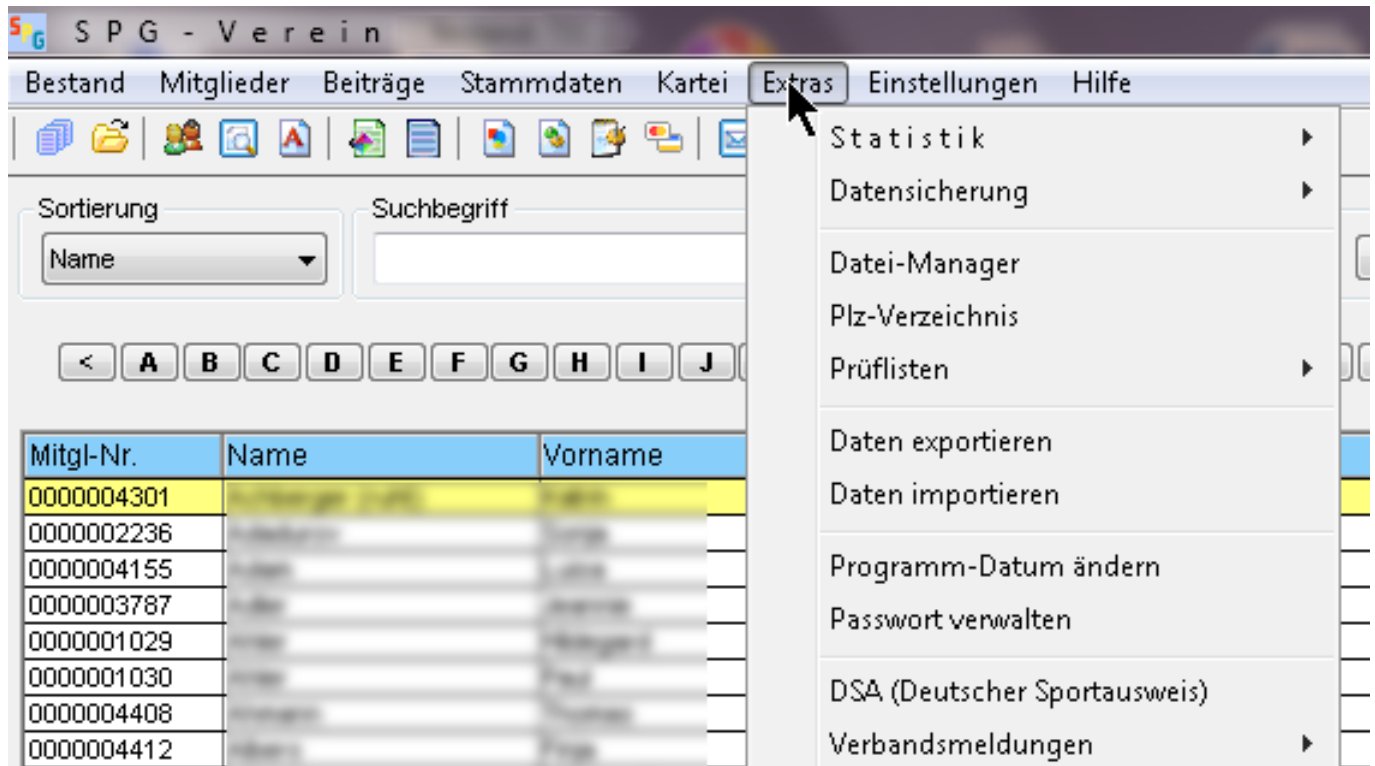 SPG SPG-Verein
Bestand Mitglieder Beiträge Stammdaten Kartei Extras Einstellungen Hilfe
Statistik
Datensicherung
Sortierung Suchbegriff
Name
Datei-Manager
Plz-Verzeichnis
< A B C D E F G H I J
Prüflisten
Mitgl-Nr. Name Vorname
Daten exportieren
0000004301
Daten importieren
0000002236
0000004155
Programm-Datum ändern
0000003787
Passwort verwalten
0000001029
0000001030
DSA (Deutscher Sportausweis)
0000004408
Verbandsmeldungen
0000004412